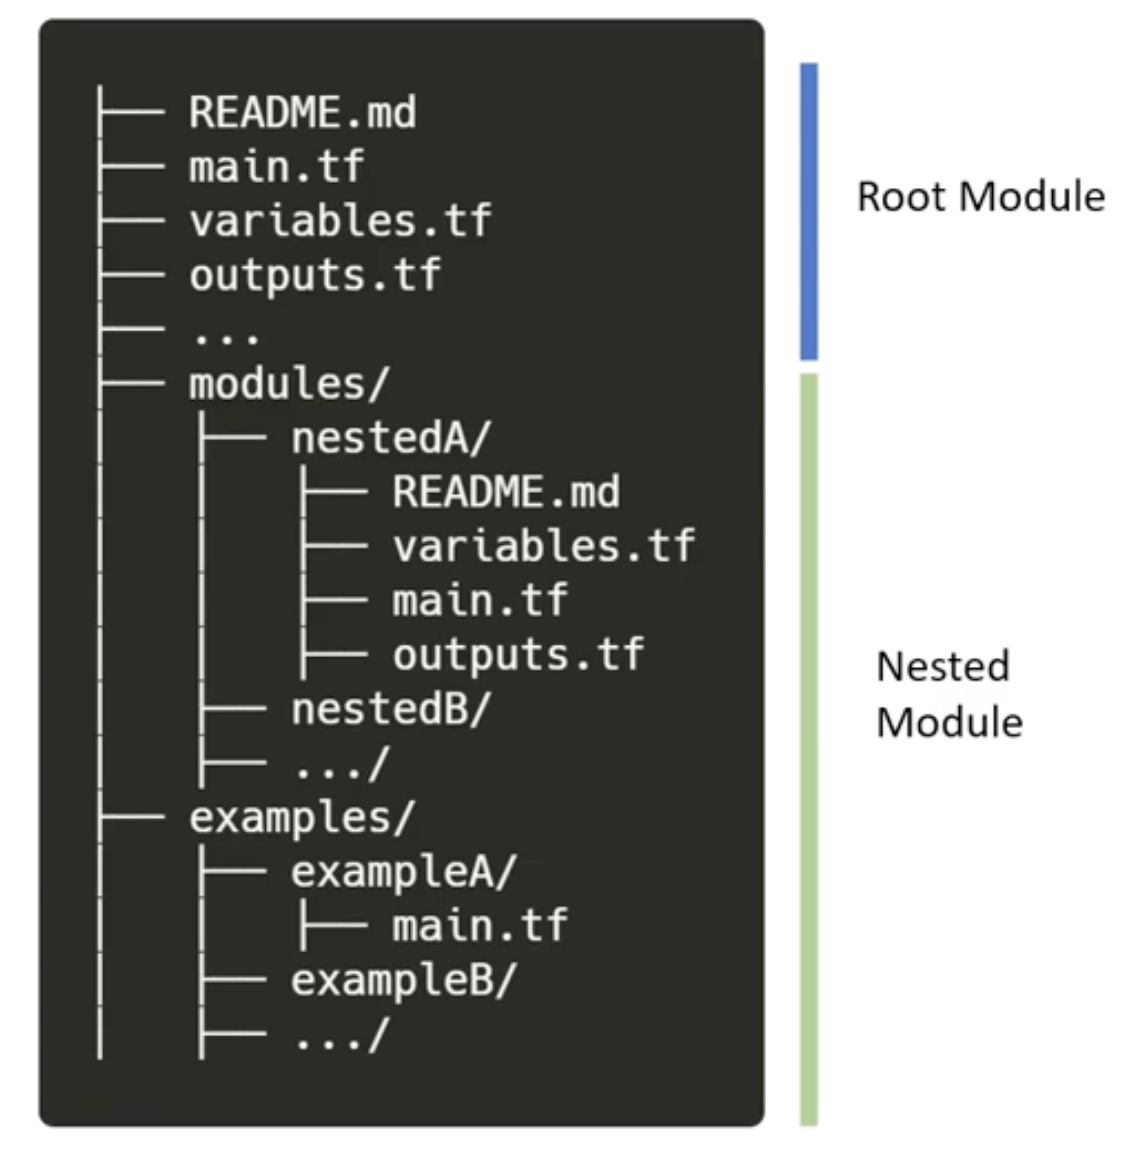 README.md
main.tf
variables.tf
outputs.tf
...
modules/
nestedA/
README.md
variables.tf
main.tf
outputs.tf
nestedB/
.../
examples/
exampleA/
main.tf
exampleB/
.../
Root Module
Nested
Module